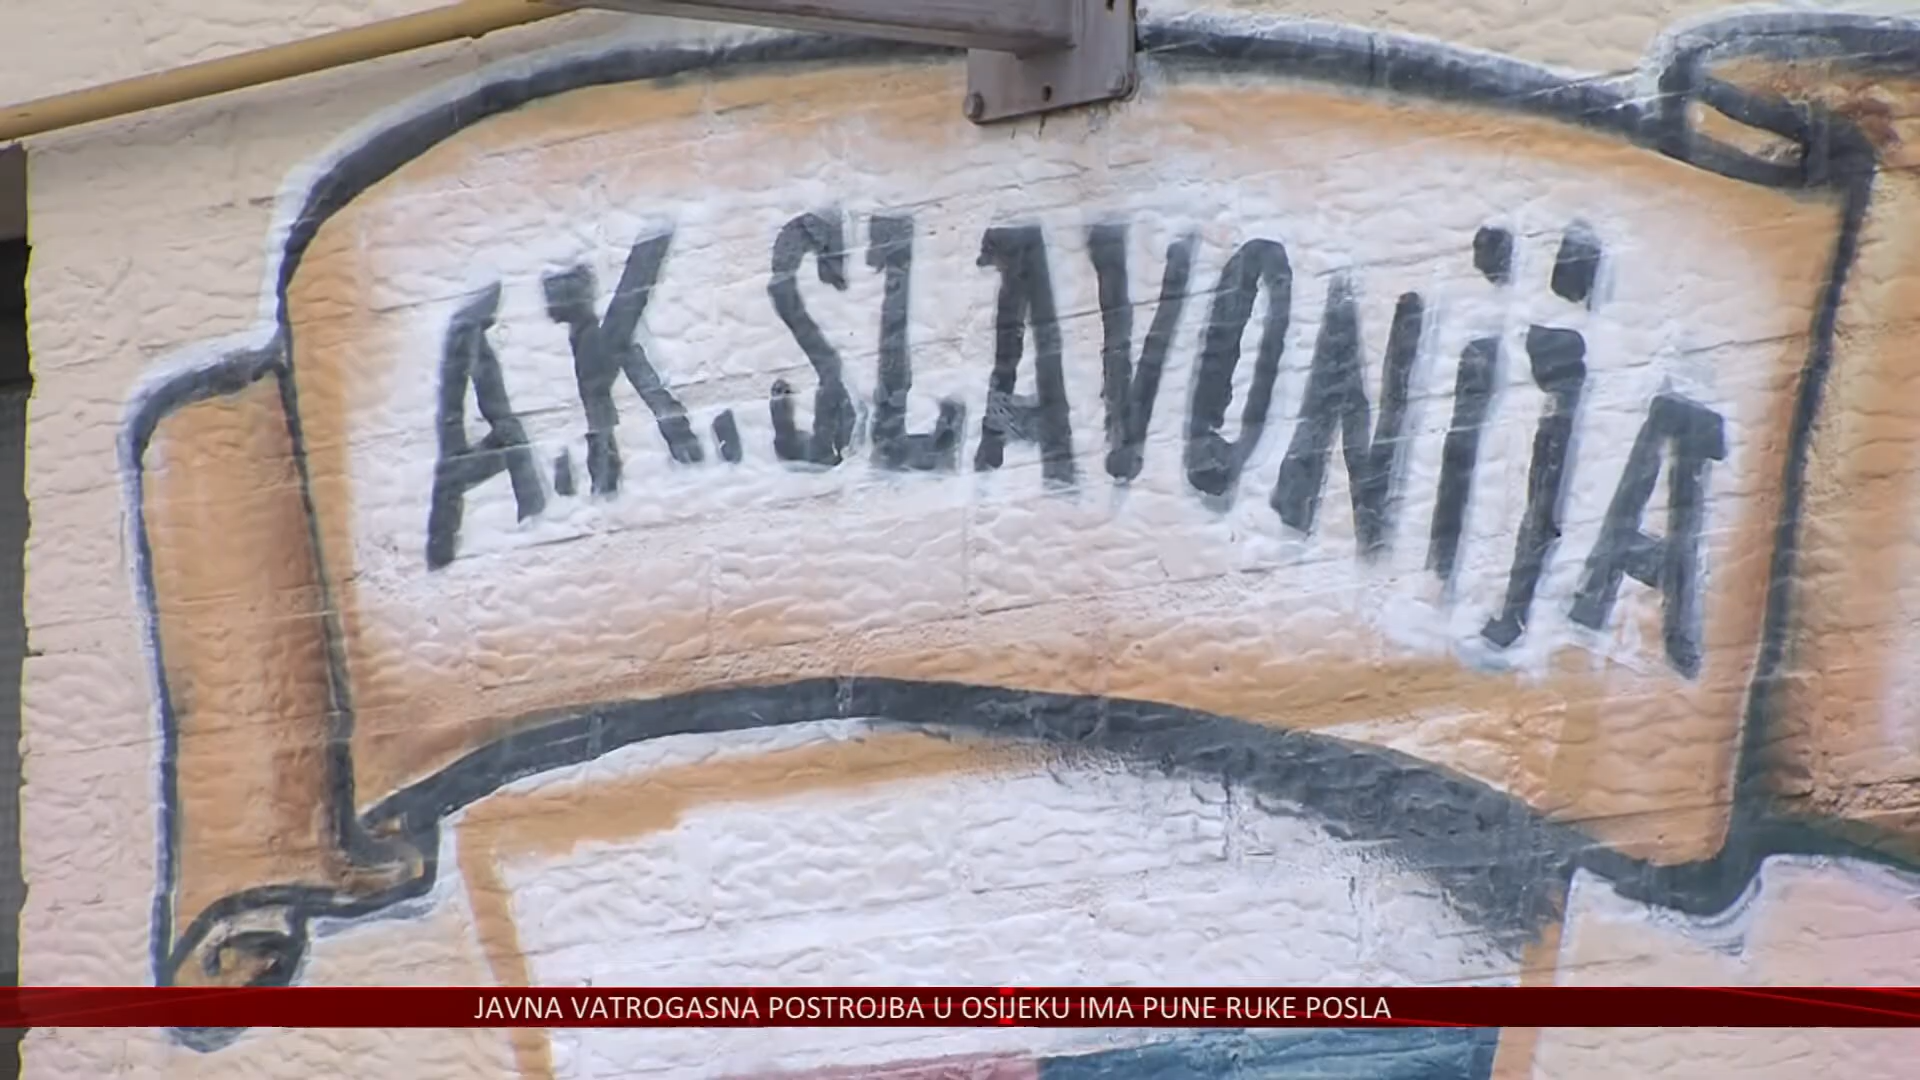 A.K. SLAVONijA
JAVNA VATROGASNA POSTROJBA U OSIJEKU IMA PUNE RUKE POSLA